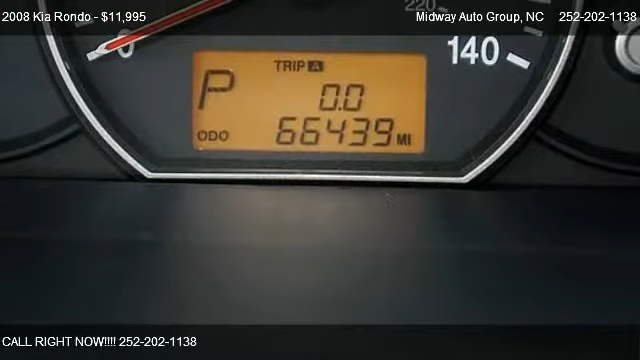 2008 Kia Rondo - $11,995
Midway Auto Group, NC 252-202-1138
220
0
140
TRIP A
P
0.0
ODO 66439 MI
CALL RIGHT NOW!!!! 252-202-1138